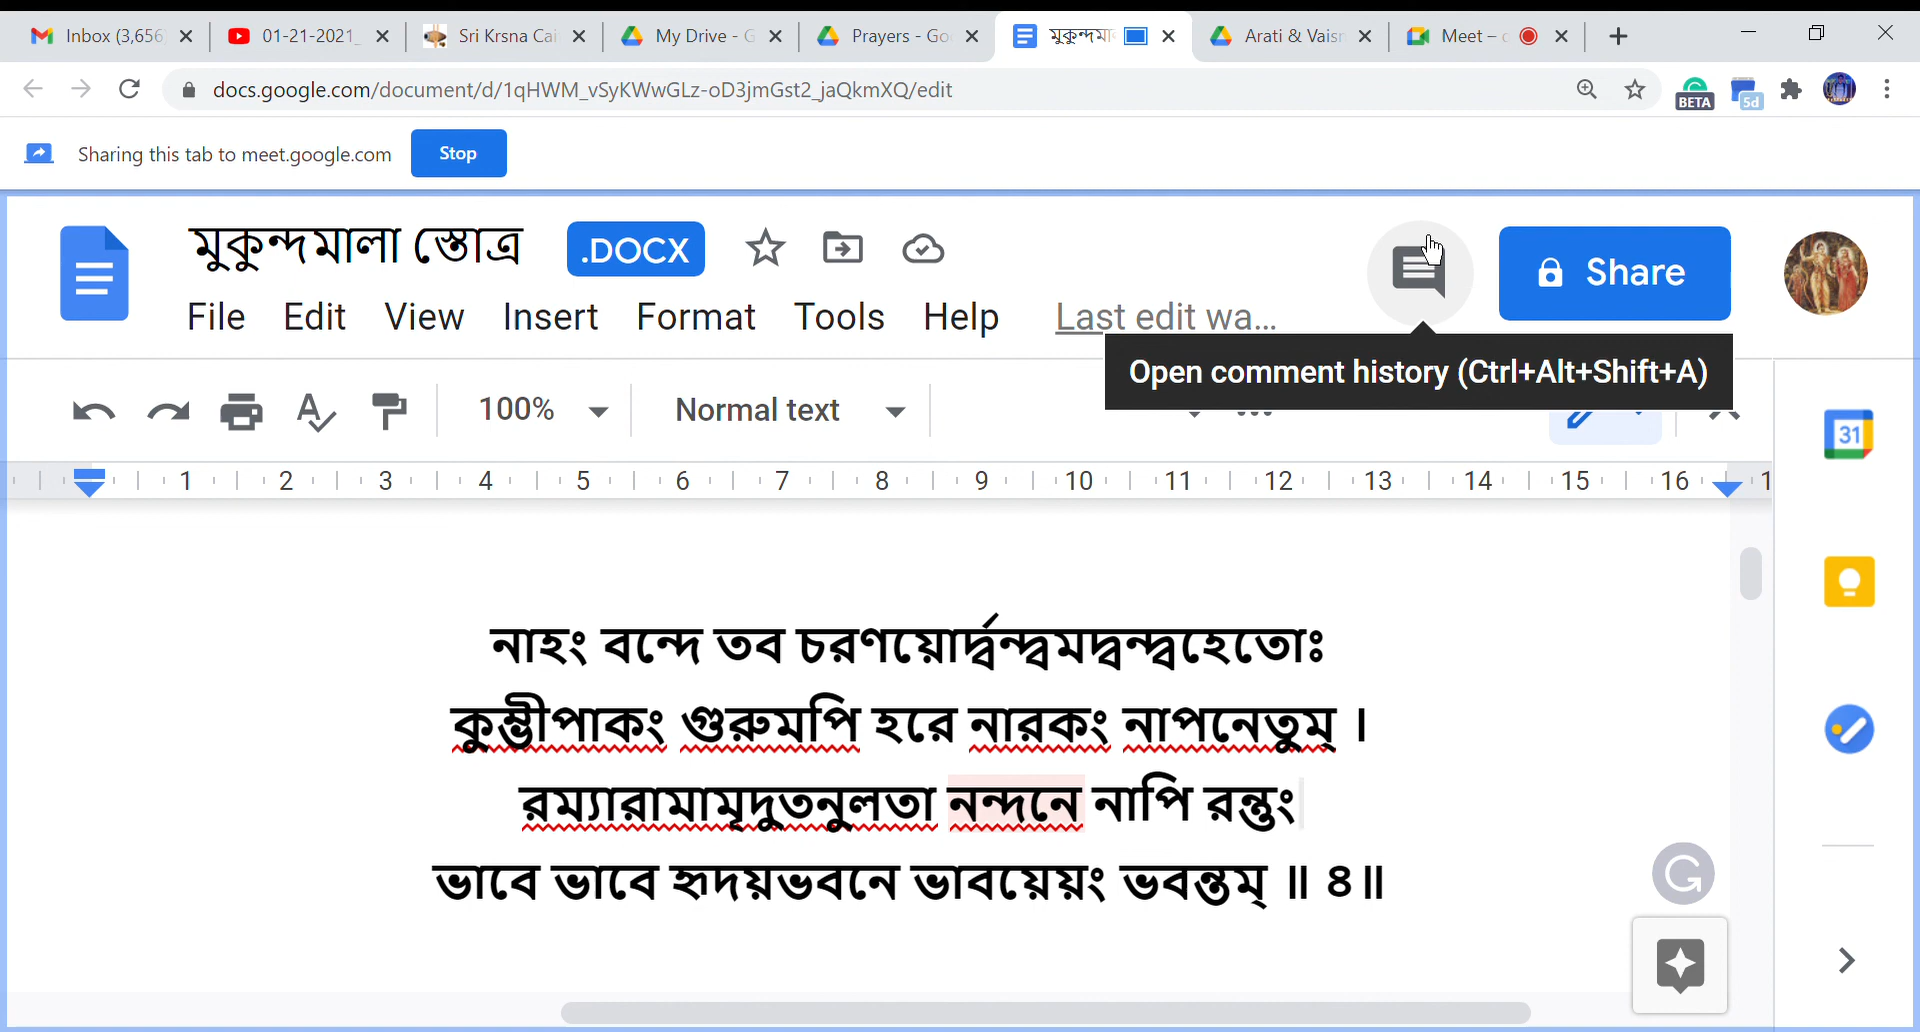 Inbox (3,656
01-21-2021_
Sri Krsna Cai
My Drive - G
Prayers - Go
মুকুন্দমা
Arati & Vaisn
Meet –
docs.google.com/document/d/1qHWM_vSyKWwGLz-oD3jmGst2_jaQkmXQ/edit
BETA
5d
Sharing this tab to meet.google.com
Stop
মুকুন্দমালা স্তোত্র
.DOCX
Share
File Edit View Insert Format Tools Help Last edit wa...
Open comment history (Ctrl+Alt+Shift+A)
100%
Normal text
31
1 2 3 4 5 6 7 8 9 10 11 12 13 14 15 16 1
নাহং বন্দে তব চরণয়োর্দ্বন্দ্বমদ্বন্দ্বহেতোঃ
কুম্ভীপাকং গুরুমপি হরে নারকং নাপনেতুম্ ।
রম্যারামামৃদুতনুলতা নন্দনে নাপি রন্তুং
ভাবে ভাবে হৃদয়ভবনে ভাবয়েয়ং ভবন্তম্ ॥ ৪॥